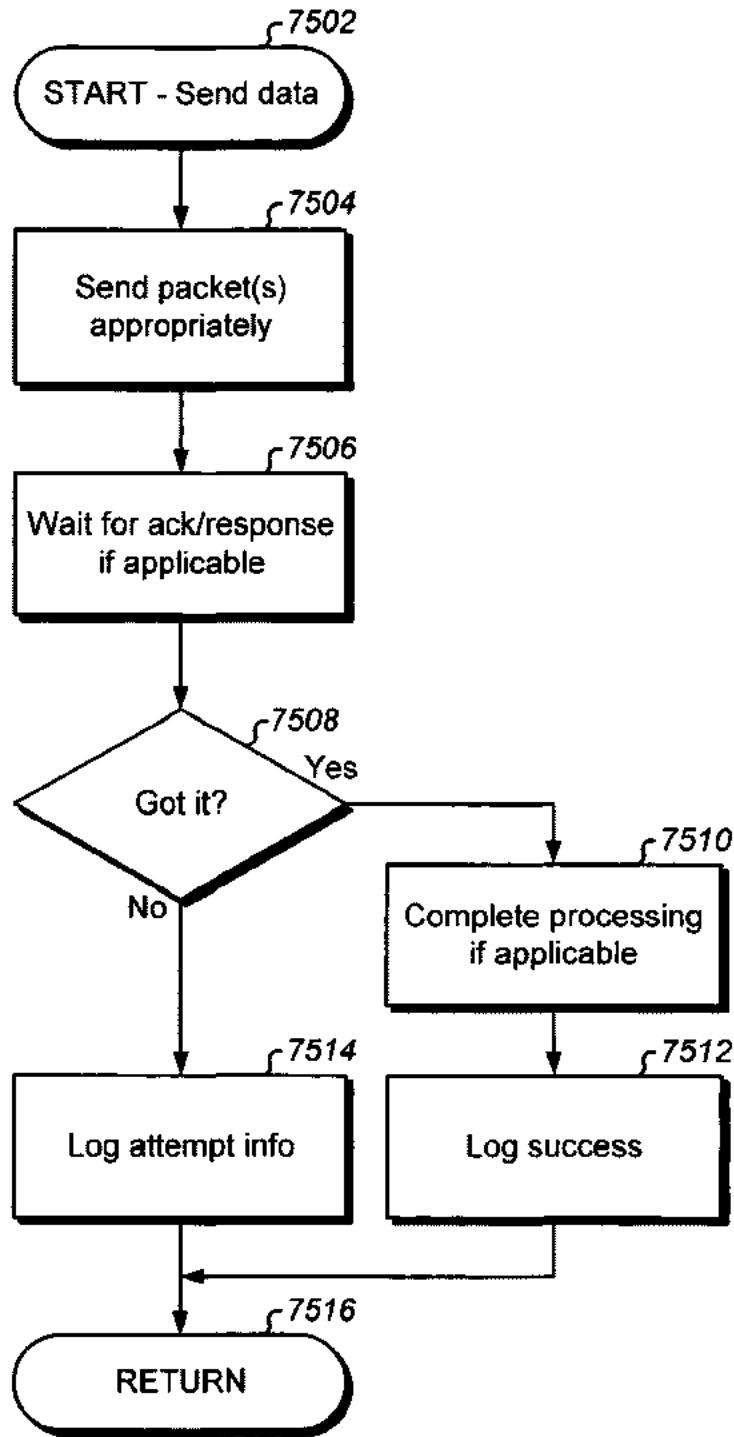 7502
START - Send data
7504
Send packet(s)
appropriately
7506
Wait for ack/response
if applicable
7508
Yes
Got it?
No
7510
Complete processing
if applicable
7514
Log attempt info
7512
Log success
7516
RETURN